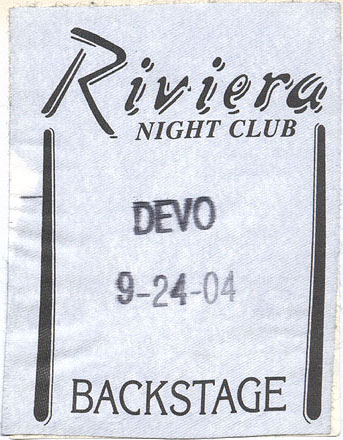 Riviera
NIGHT CLUB
DEVO
9-24-04
BACKSTAGE